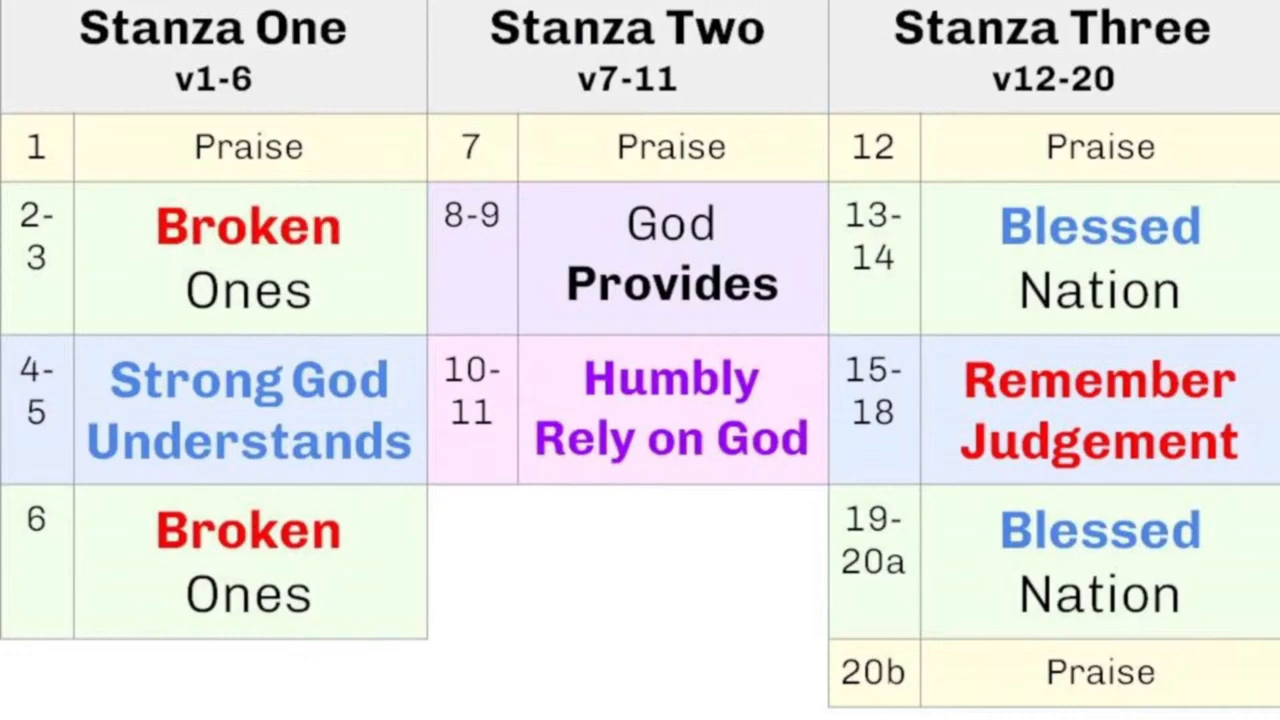 Stanza One
v1-6
Stanza Two
v7-11
Stanza Three
v12-20
1
Praise
7
Praise
12
Praise
2-
3
Broken
Ones
8-9
God
Provides
13-
14
Blessed
Nation
4-
5
Strong God
Understands
10-
11
Humbly
Rely on God
15-
18
Remember
Judgement
6
Broken
Ones
19-
20a
Blessed
Nation
20b
Praise